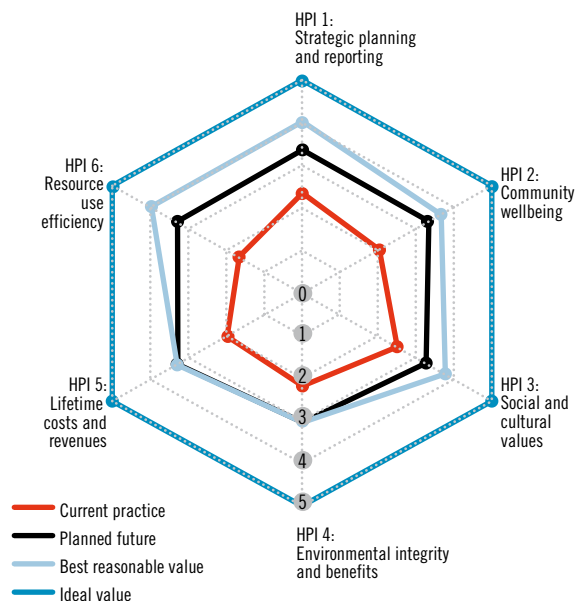 HPI 1:
Strategic planning
and reporting
HPI 2:
Community
wellbeing
HPI 6:
Resource
use
efficiency
0
1
2
3
4
5
HPI 3:
Social and
cultural
values
HPI 5:
Lifetime
costs and
revenues
HPI 4:
Environmental integrity
and benefits
Current practice
Planned future
Best reasonable value
Ideal value